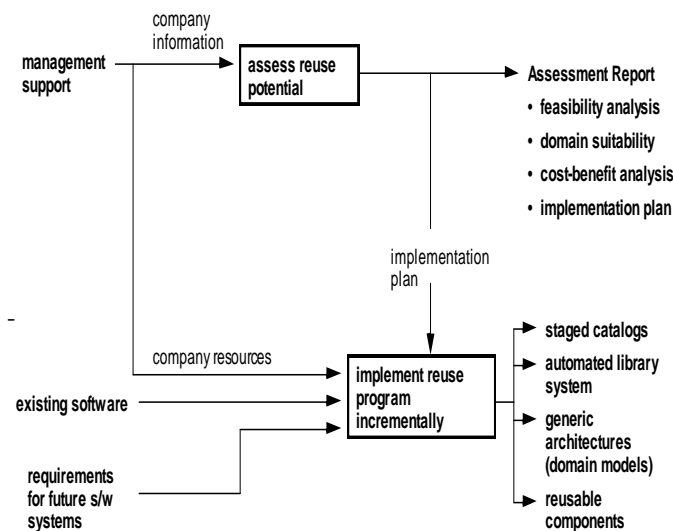 company
information
management
support
assess reuse
potential
Assessment Report
• feasibility analysis
• domain suitability
• cost-benefit analysis
• implementation plan
implementation
plan
company resources
existing software
requirements
for future s/w
systems
implement reuse
program
incrementally
staged catalogs
automated library
system
generic
architectures
(domain models)
reusable
components